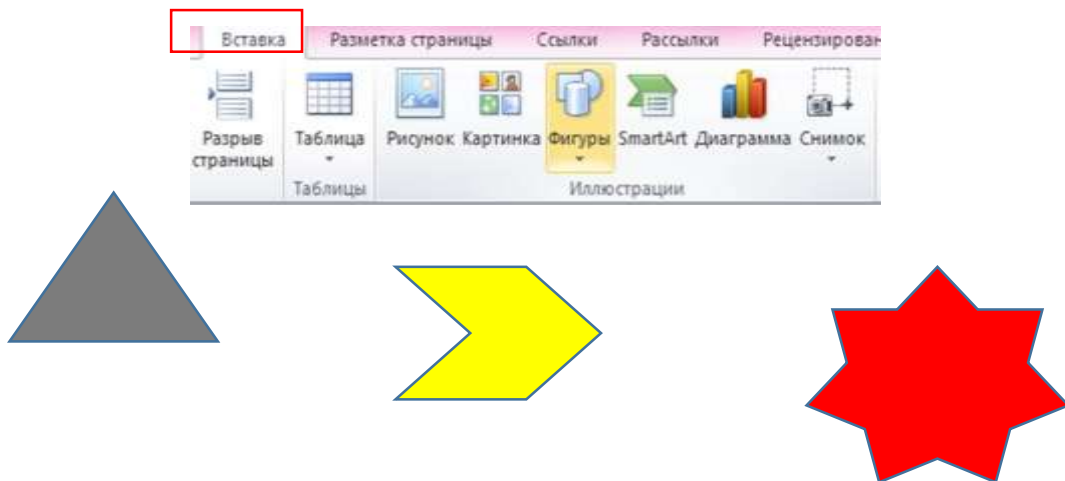 Вставка Разметка страницы Ссылки Рассылки Рецензирован
Разрыв страницы Таблица Рисунок Картинка Фигуры SmartArt Диаграмма Снимок
Таблицы Иллюстрации